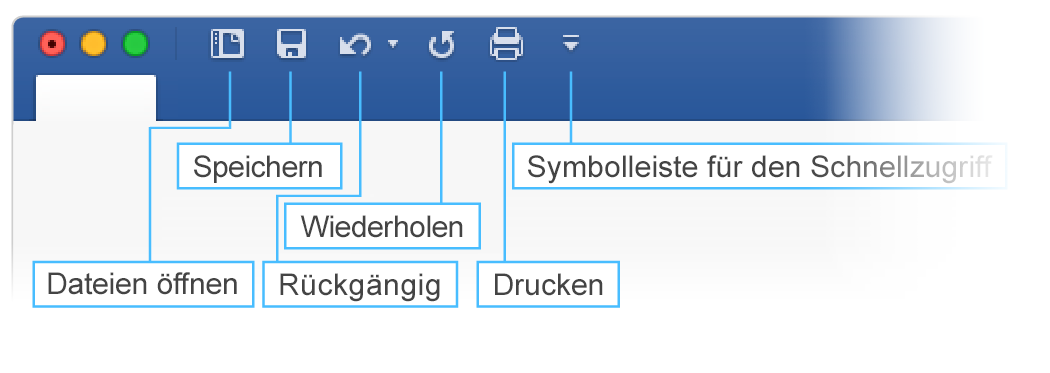 Speichern
Symbolleiste für den Schnellzugriff
Wiederholen
Dateien öffnen
Rückgängig
Drucken